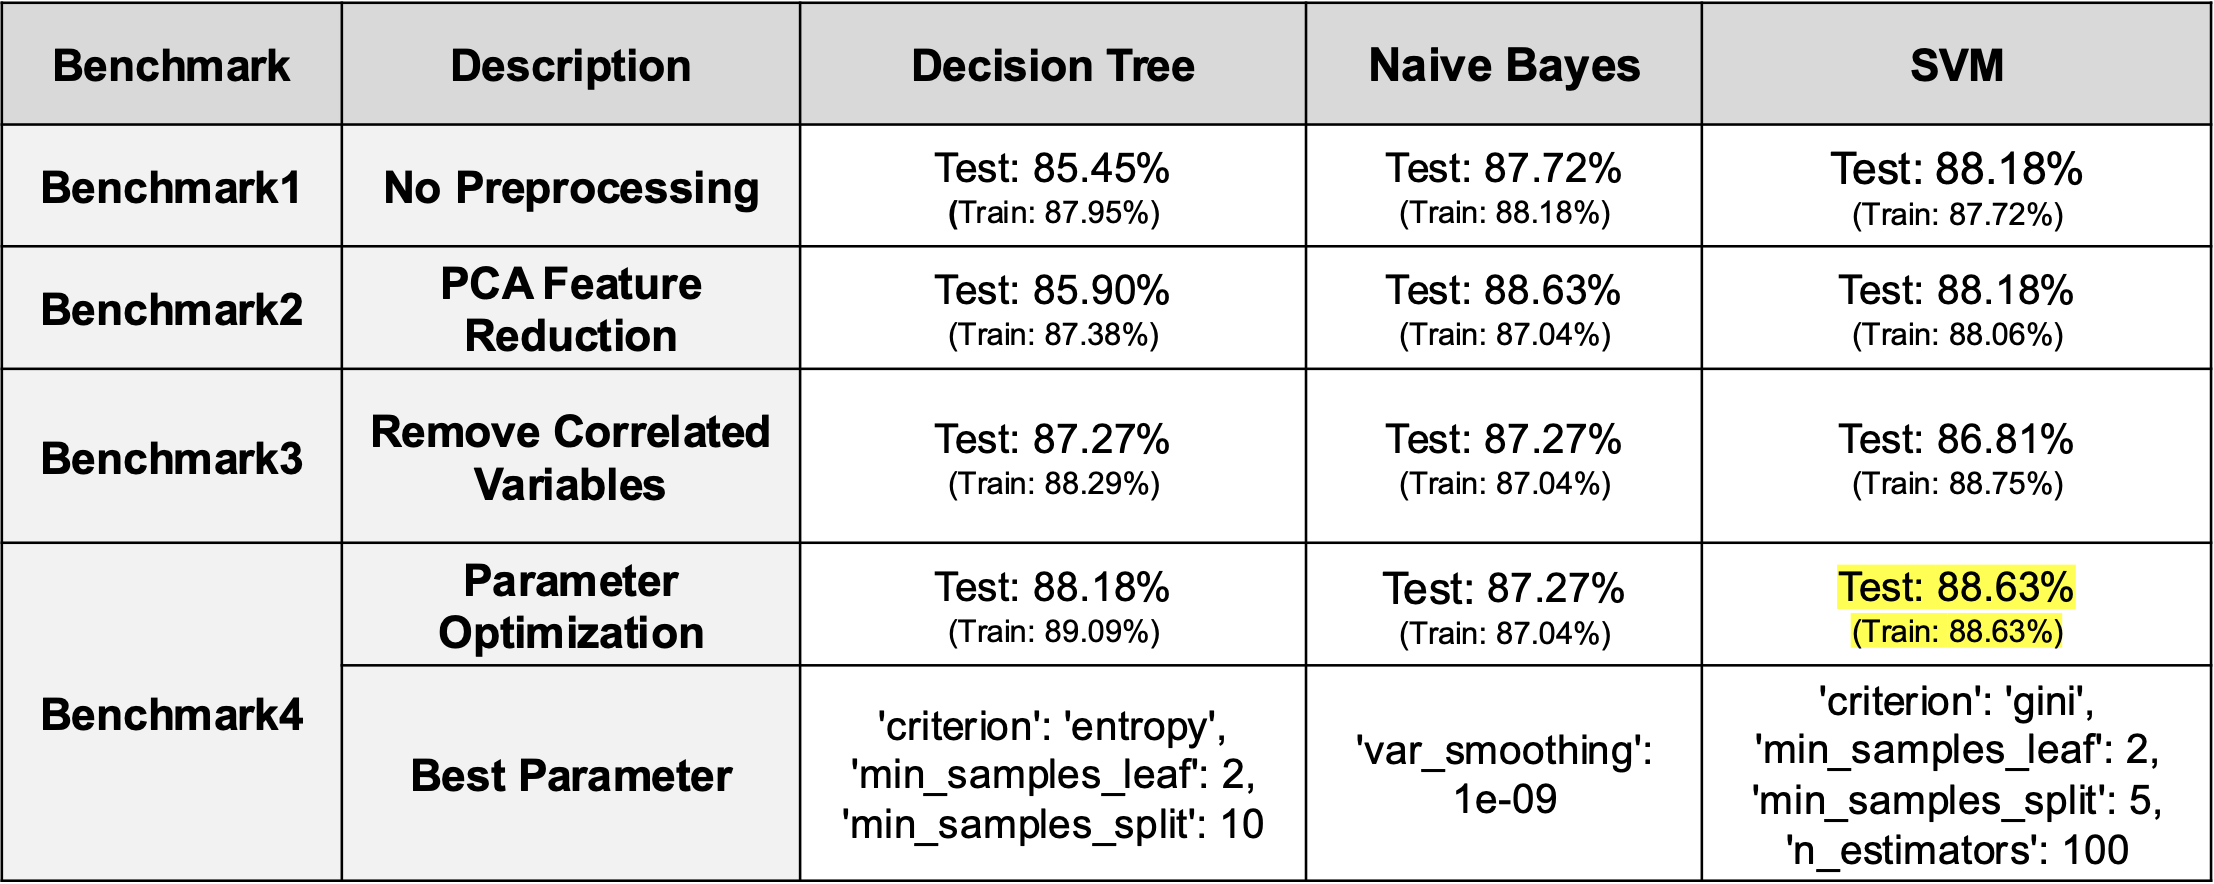 Benchmark
Description
Decision Tree
Naive Bayes
SVM
Benchmark1
No Preprocessing
Test: 85.45%
(Train: 87.95%)
Test: 87.72%
(Train: 88.18%)
Test: 88.18%
(Train: 87.72%)
Benchmark2
PCA Feature
Reduction
Test: 85.90%
(Train: 87.38%)
Test: 88.63%
(Train: 87.04%)
Test: 88.18%
(Train: 88.06%)
Benchmark3
Remove Correlated
Variables
Test: 87.27%
(Train: 88.29%)
Test: 87.27%
(Train: 87.04%)
Test: 86.81%
(Train: 88.75%)
Benchmark4
Parameter
Optimization
Test: 88.18%
(Train: 89.09%)
Test: 87.27%
(Train: 87.04%)
Test: 88.63%
(Train: 88.63%)
Best Parameter
'criterion': 'entropy',
'min_samples_leaf': 2,
'min_samples_split': 10
'var_smoothing':
1e-09
'criterion': 'gini',
'min_samples_leaf': 2,
'min_samples_split': 5,
'n_estimators': 100